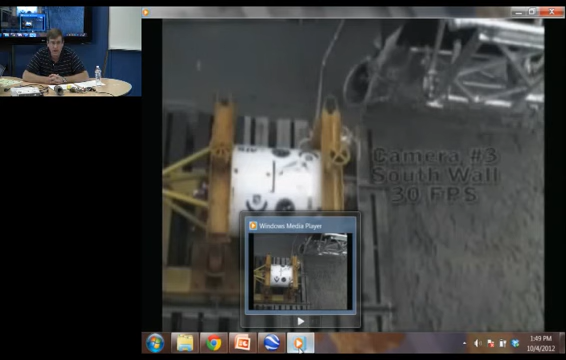 Camera #3
South Wall
30 FPS
Windows Media Player
1:49 PM
10/4/2012